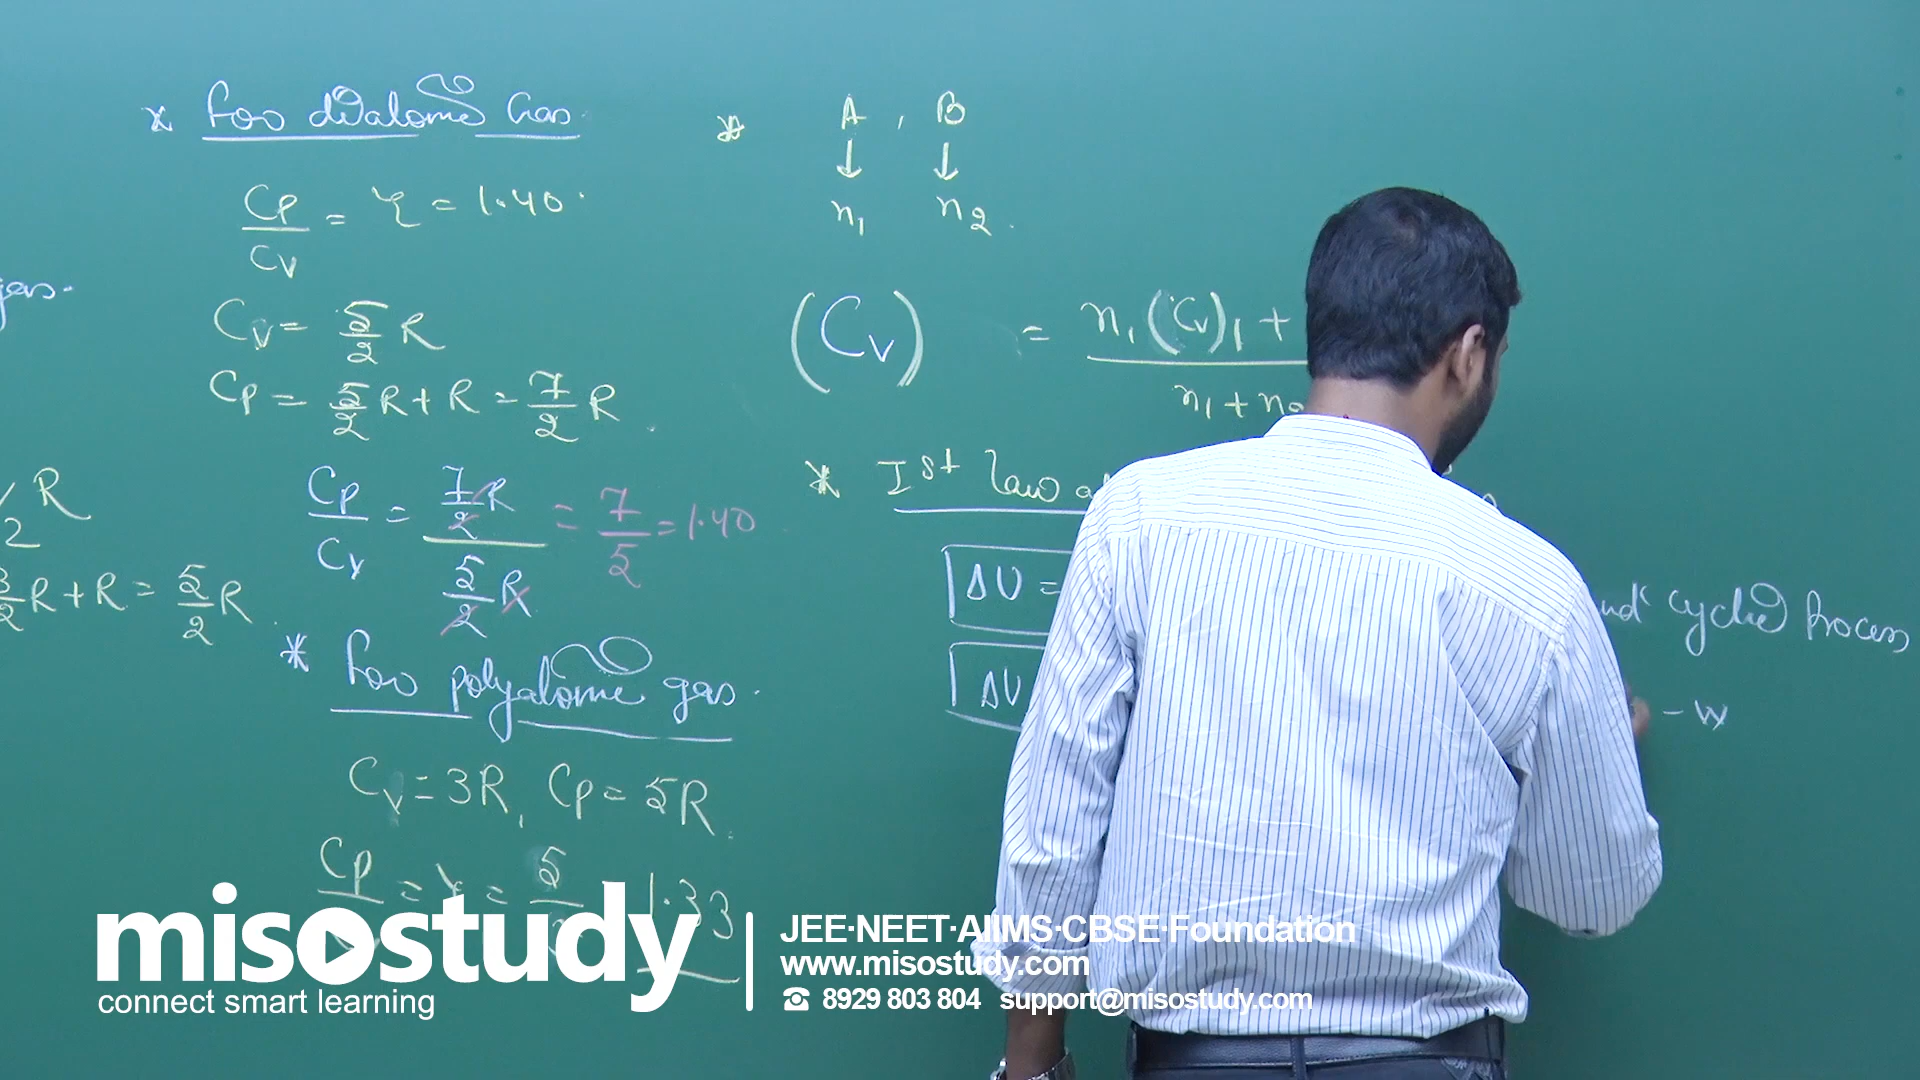 gas.
/2 R
3/2 R + R = 5/2 R
* For diatomic Gas.
Cp/Cv = γ = 1.40.
Cv = 5/2 R
Cp = 5/2 R + R = 7/2 R.
Cp/Cv = 7/2 R / 5/2 R = 7/5 = 1.40
* For polyatomic gas.
Cv = 3R, Cp = 5R.
Cp = γ = 5 1.33
* A , B
↓ ↓
n1 n2.
(Cv) = n1(Cv)1 +
n1 + n2
* Ist law
ΔU =
ΔU
cyclic Process
- W
misostudy
connect smart learning
JEE·NEET·AIIMS·CBSE·Foundation
www.misostudy.com
☎ 8929 803 804 support@misostudy.com